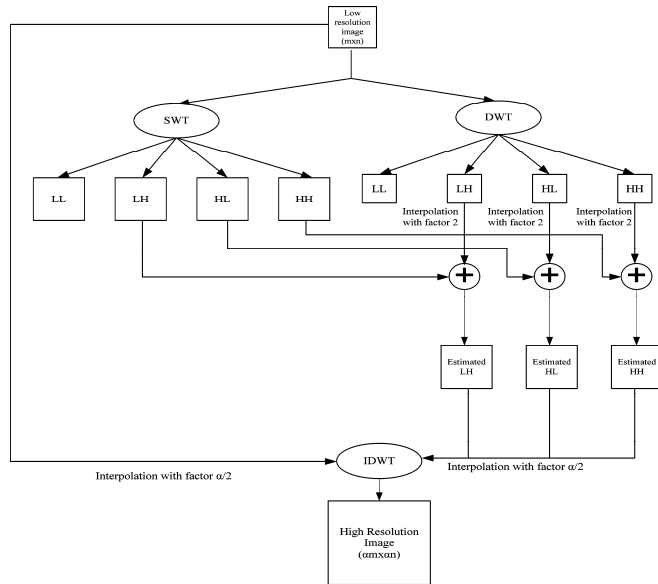 Low
resolution
image
(mxn)
SWT
DWT
LL
LH
HL
HH
LL
LH
HL
HH
Interpolation
with factor 2
Interpolation
with factor 2
Interpolation
with factor 2
+
+
+
Estimated
LH
Estimated
HL
Estimated
HH
IDWT
Interpolation with factor α/2
Interpolation with factor α/2
High Resolution
Image
(αmxαn)